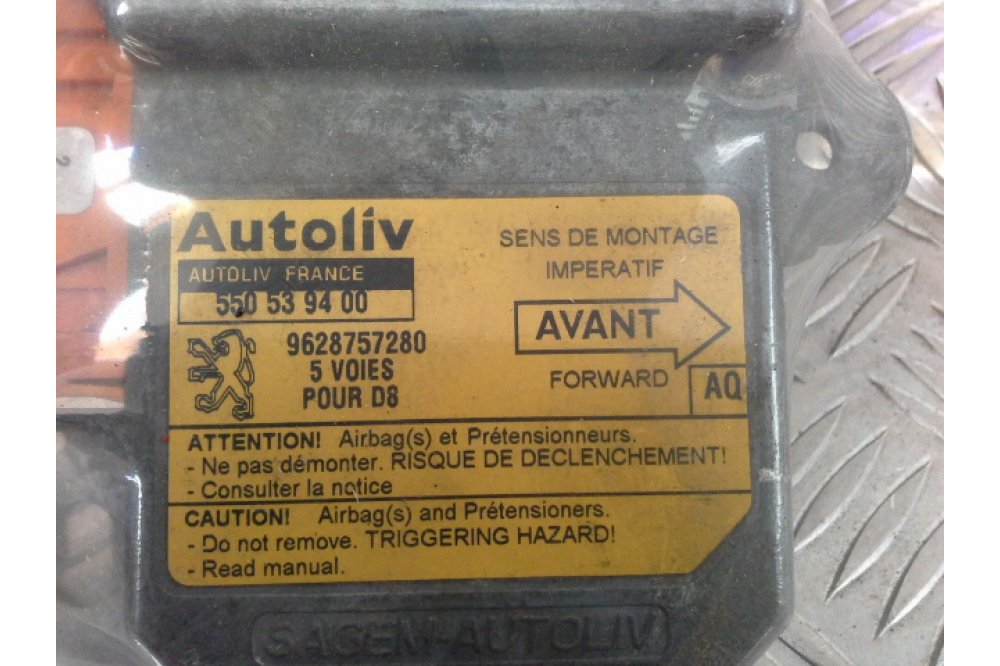 Autoliv
AUTOLIV FRANCE
550 53 94 00
9628757280
5 VOIES
POUR D8
SENS DE MONTAGE
IMPERATIF
AVANT
FORWARD
AQ
ATTENTION! Airbag(s) et Prétensionneurs.
- Ne pas démonter. RISQUE DE DECLENCHEMENT!
- Consulter la notice
CAUTION! Airbag(s) and Prétensioners.
- Do not remove. TRIGGERING HAZARD!
- Read manual.
SAGEM-AUTOLIV